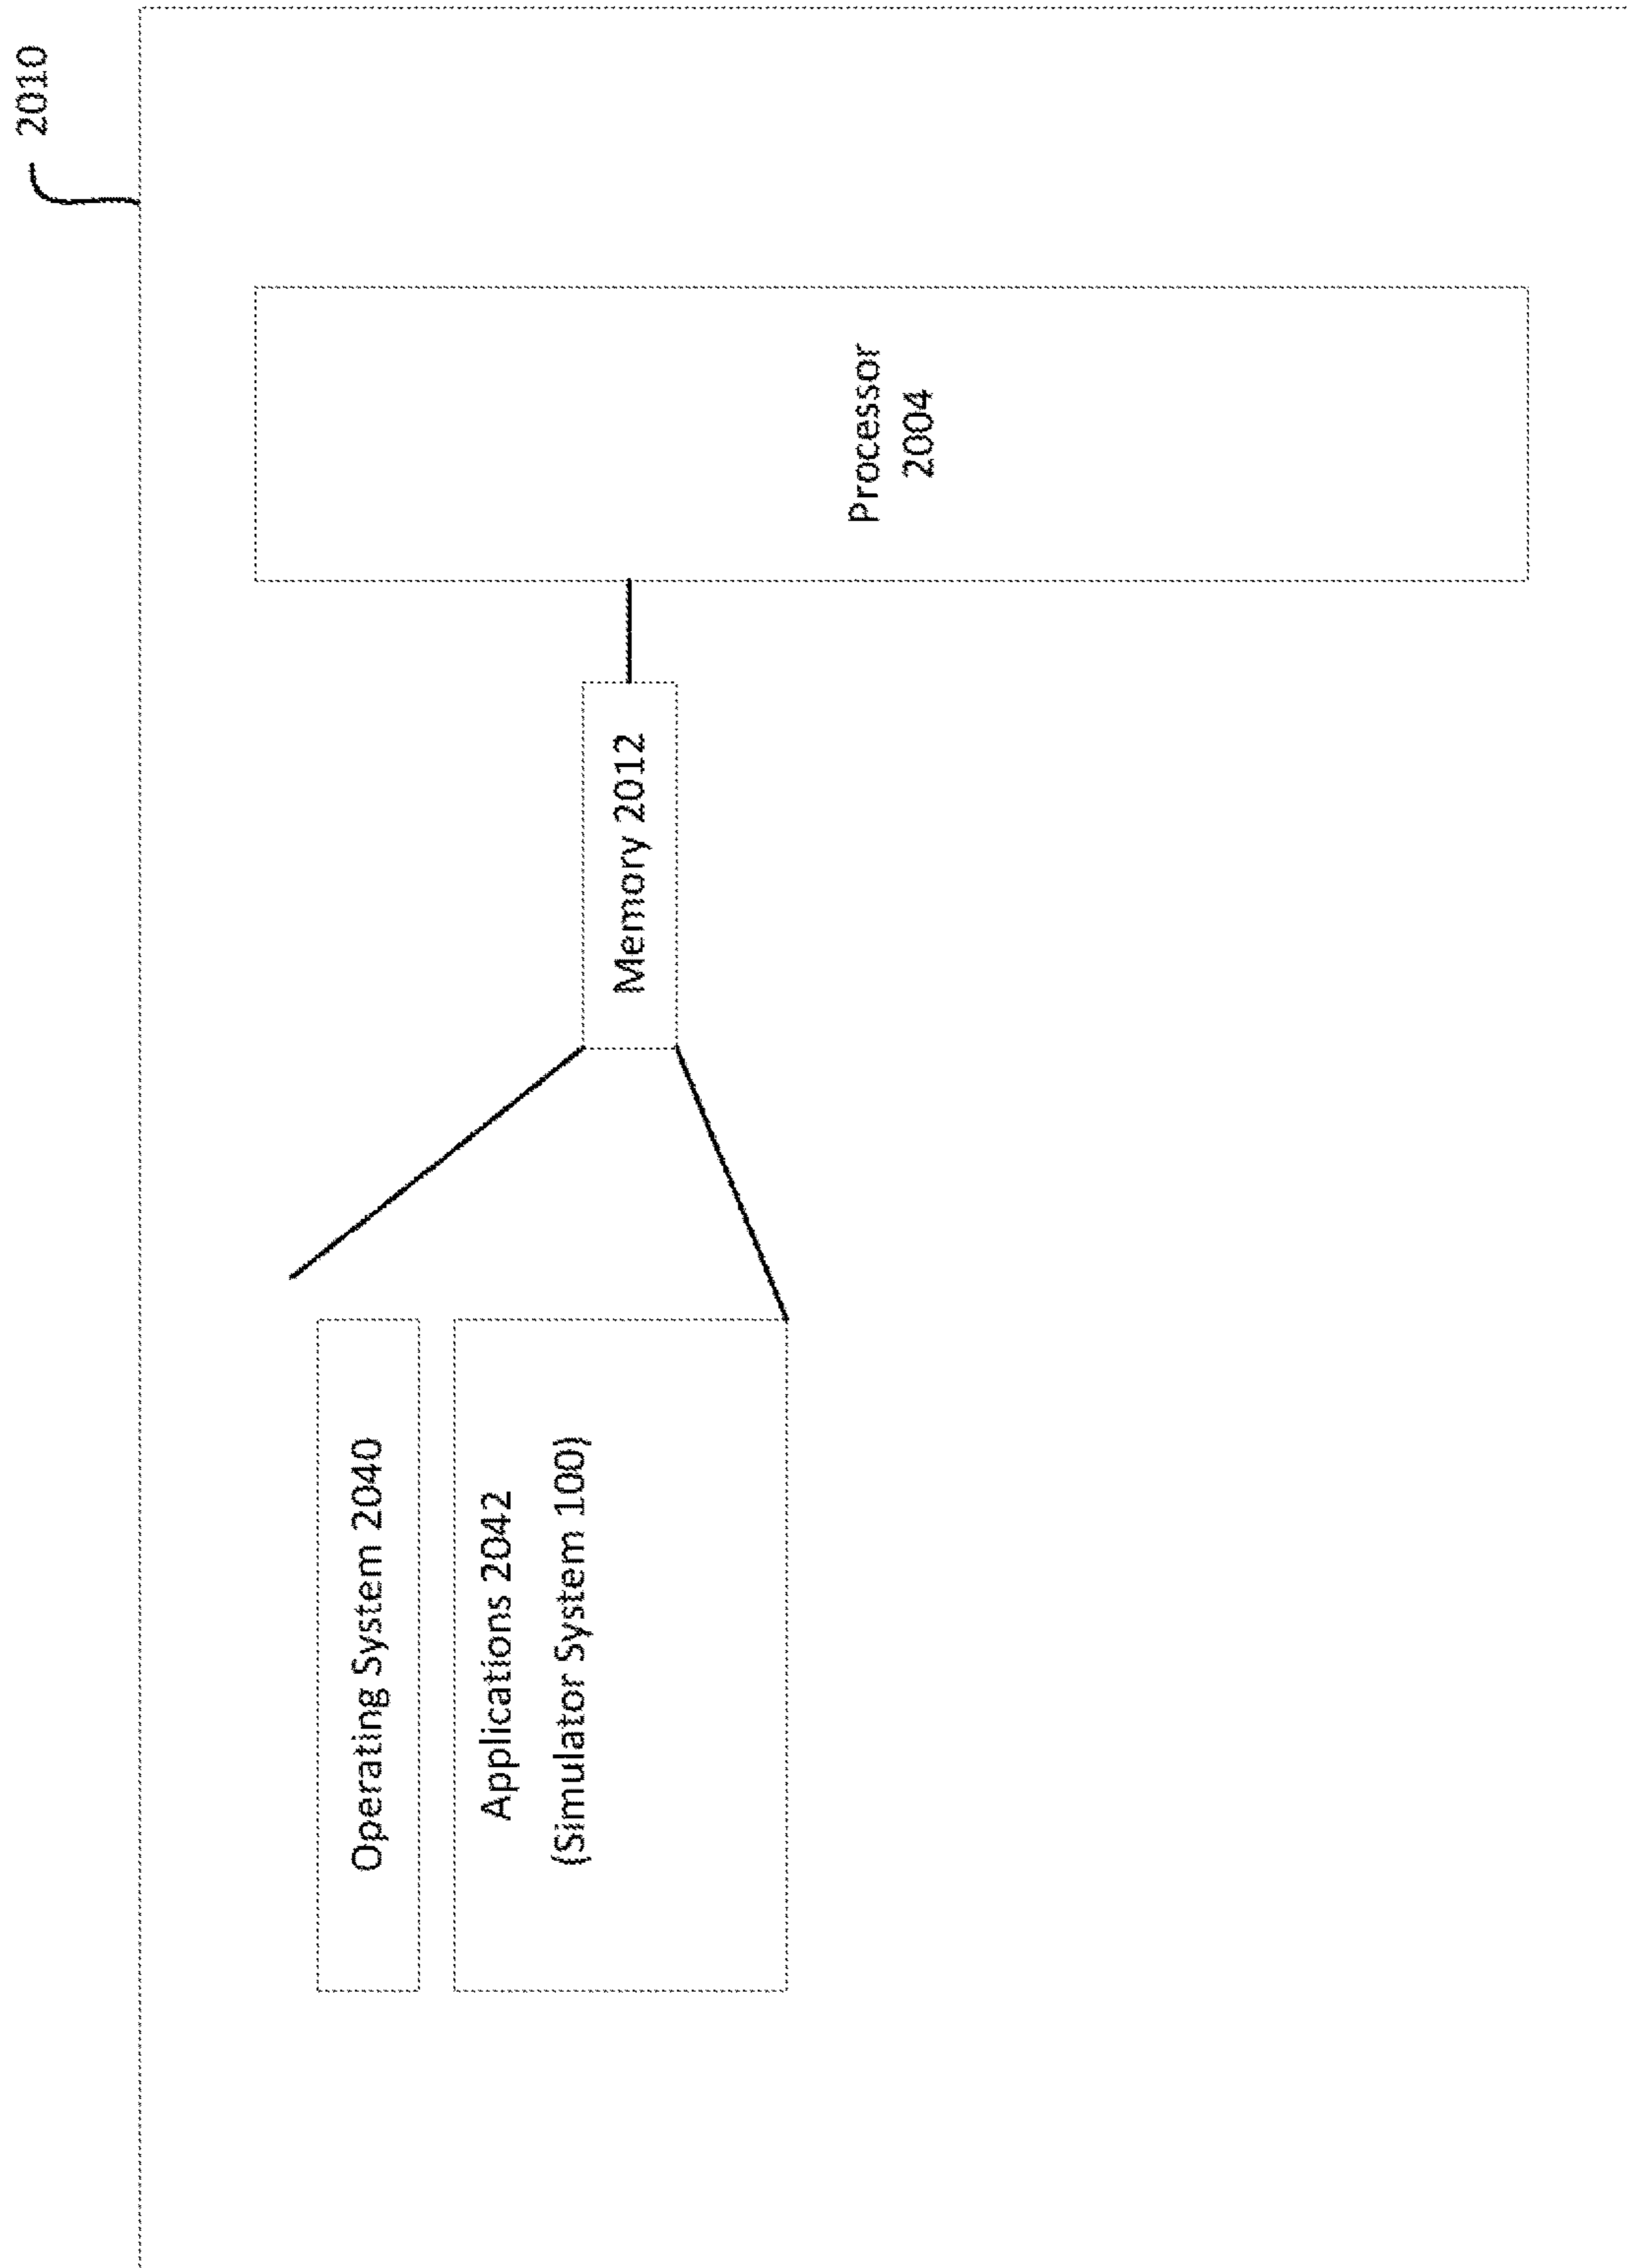 2010
Operating System 2040
Applications 2042
(Simulator System 100)
Memory 2012
Processor
2004